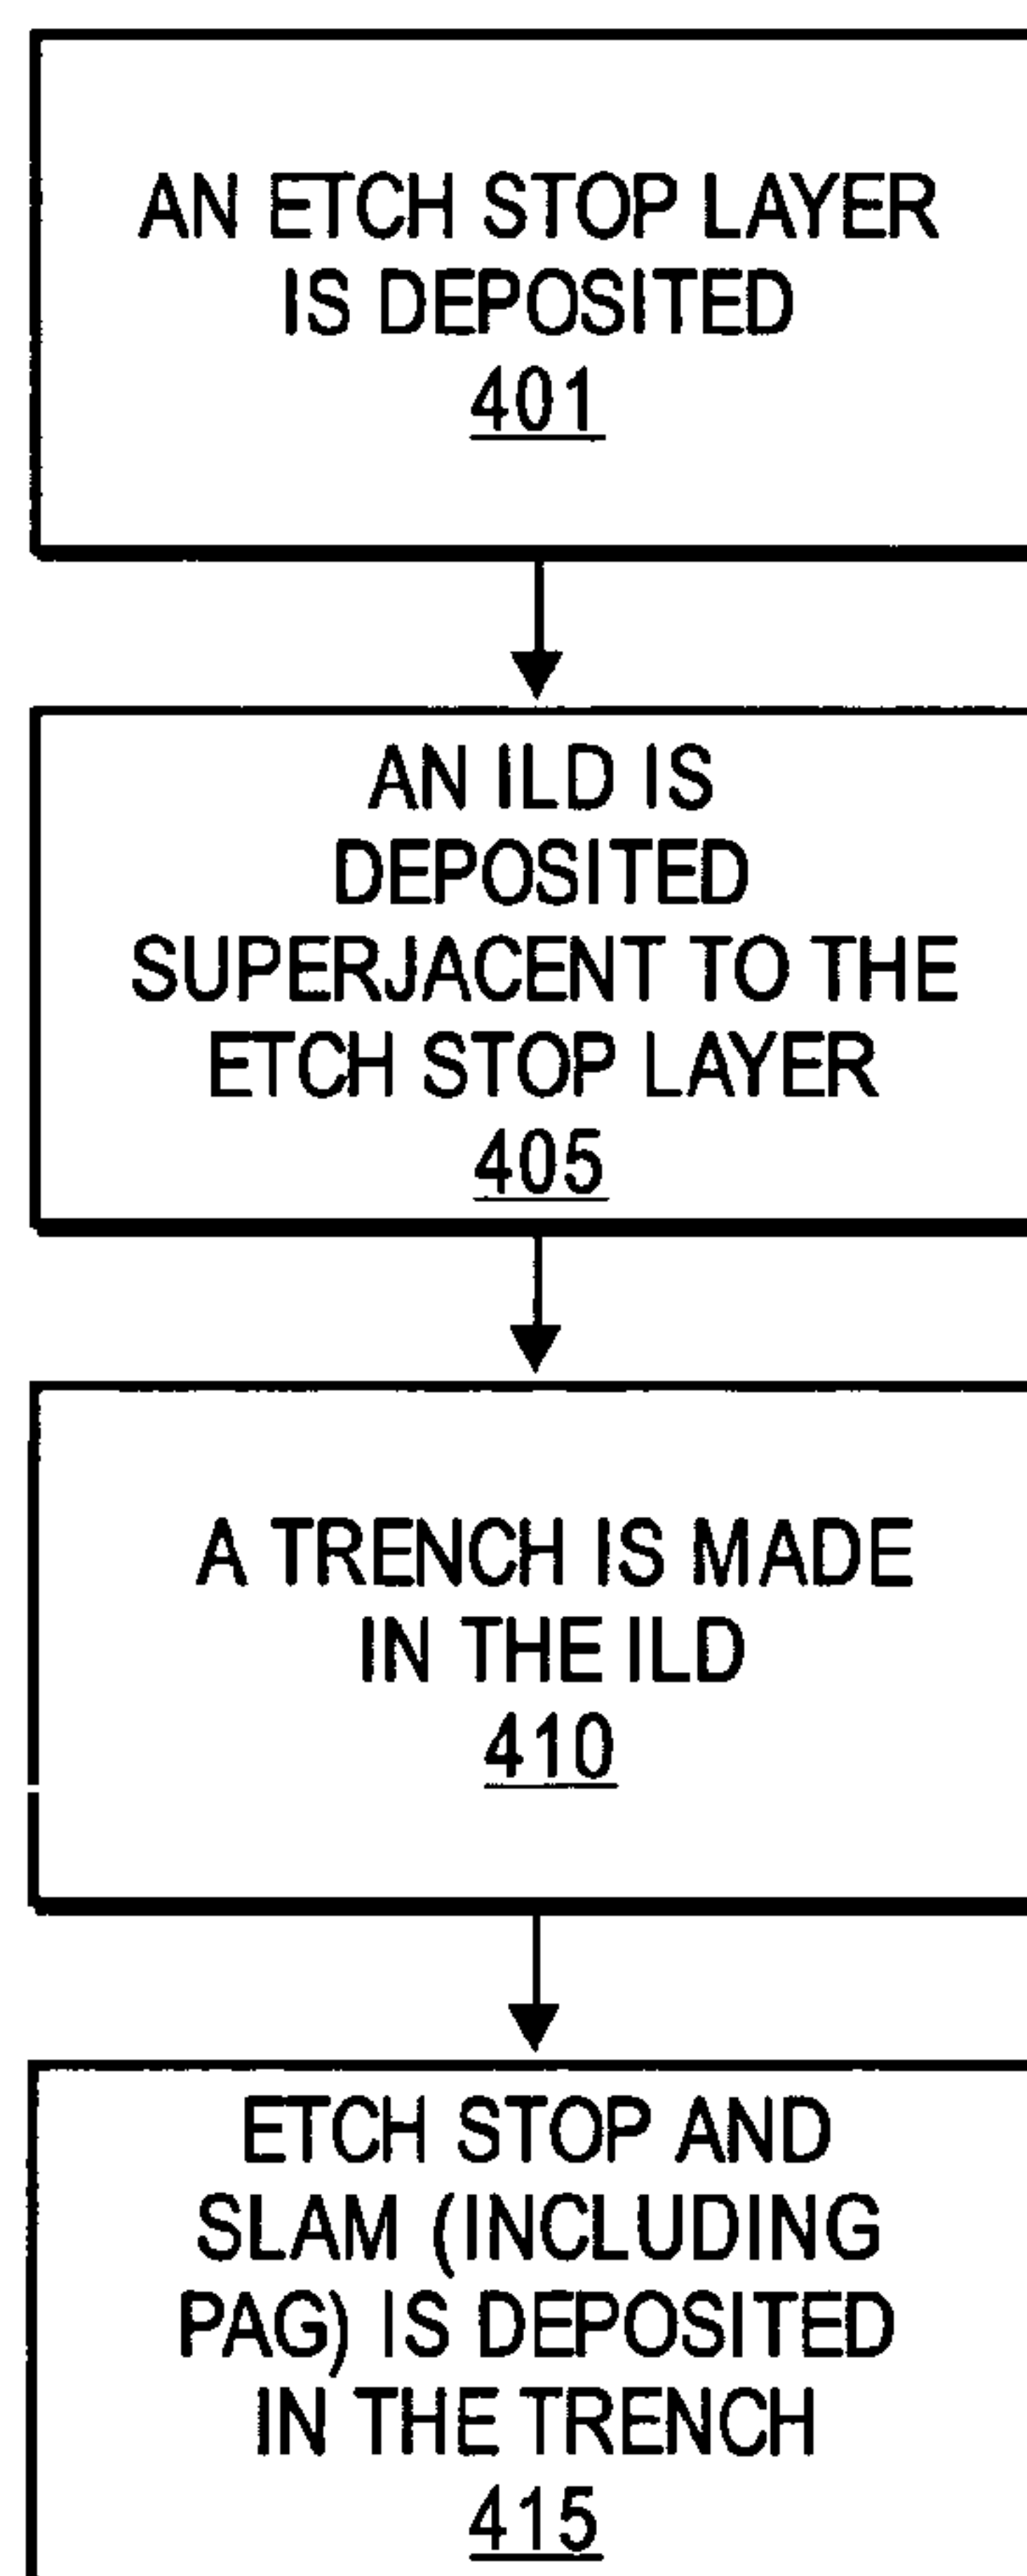 AN ETCH STOP LAYER
IS DEPOSITED
401
AN ILD IS
DEPOSITED
SUPERJACENT TO THE
ETCH STOP LAYER
405
A TRENCH IS MADE
IN THE ILD
410
ETCH STOP AND
SLAM (INCLUDING
PAG) IS DEPOSITED
IN THE TRENCH
415